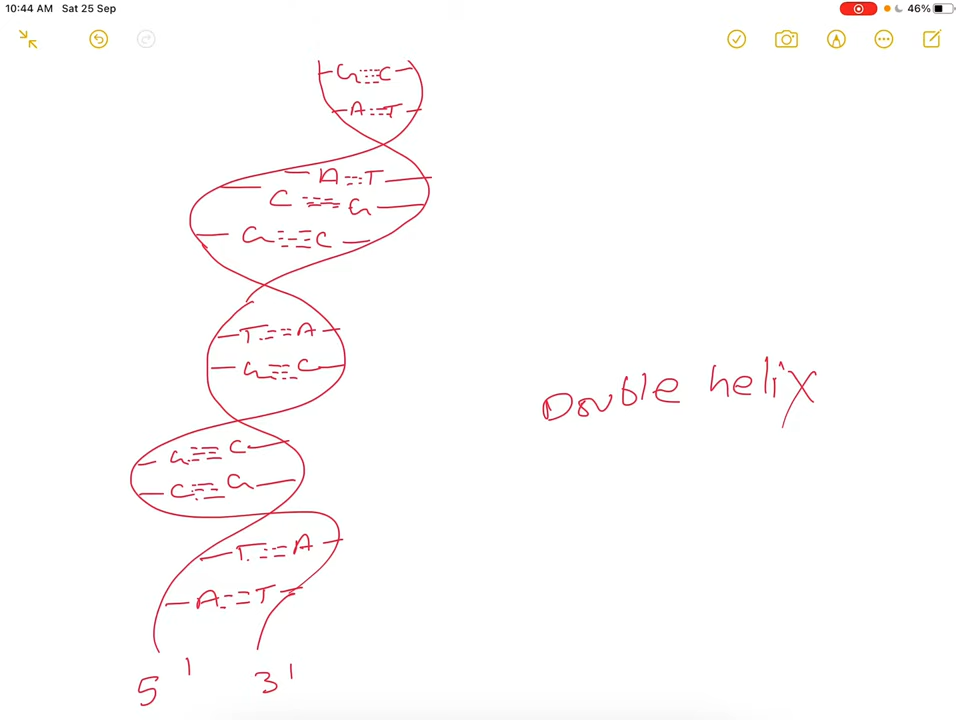 10:44 AM Sat 25 Sep 46%
G C
A T
A T
C G
G C
T A
G C
Double helix
G C
C G
T A
A T
5' 3'